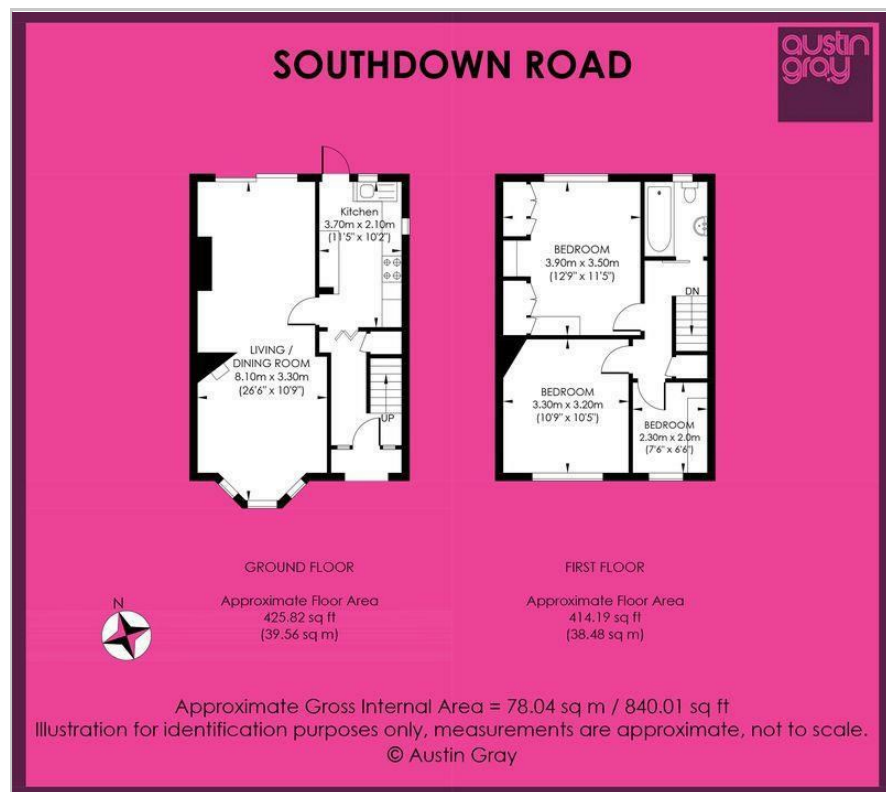 SOUTHDOWN ROAD
austin
gray
Kitchen
3.70m x 2.10m
(11'5" x 10'2")
LIVING /
DINING ROOM
8.10m x 3.30m
(26'6" x 10'9")
UP
BEDROOM
3.90m x 3.50m
(12'9" x 11'5")
DN
BEDROOM
3.30m x 3.20m
(10'9" x 10'5")
BEDROOM
2.30m x 2.0m
(7'6" x 6'6")
GROUND FLOOR
Approximate Floor Area
425.82 sq ft
(39.56 sq m)
FIRST FLOOR
Approximate Floor Area
414.19 sq ft
(38.48 sq m)
N
Approximate Gross Internal Area = 78.04 sq m / 840.01 sq ft
Illustration for identification purposes only, measurements are approximate, not to scale.
© Austin Gray